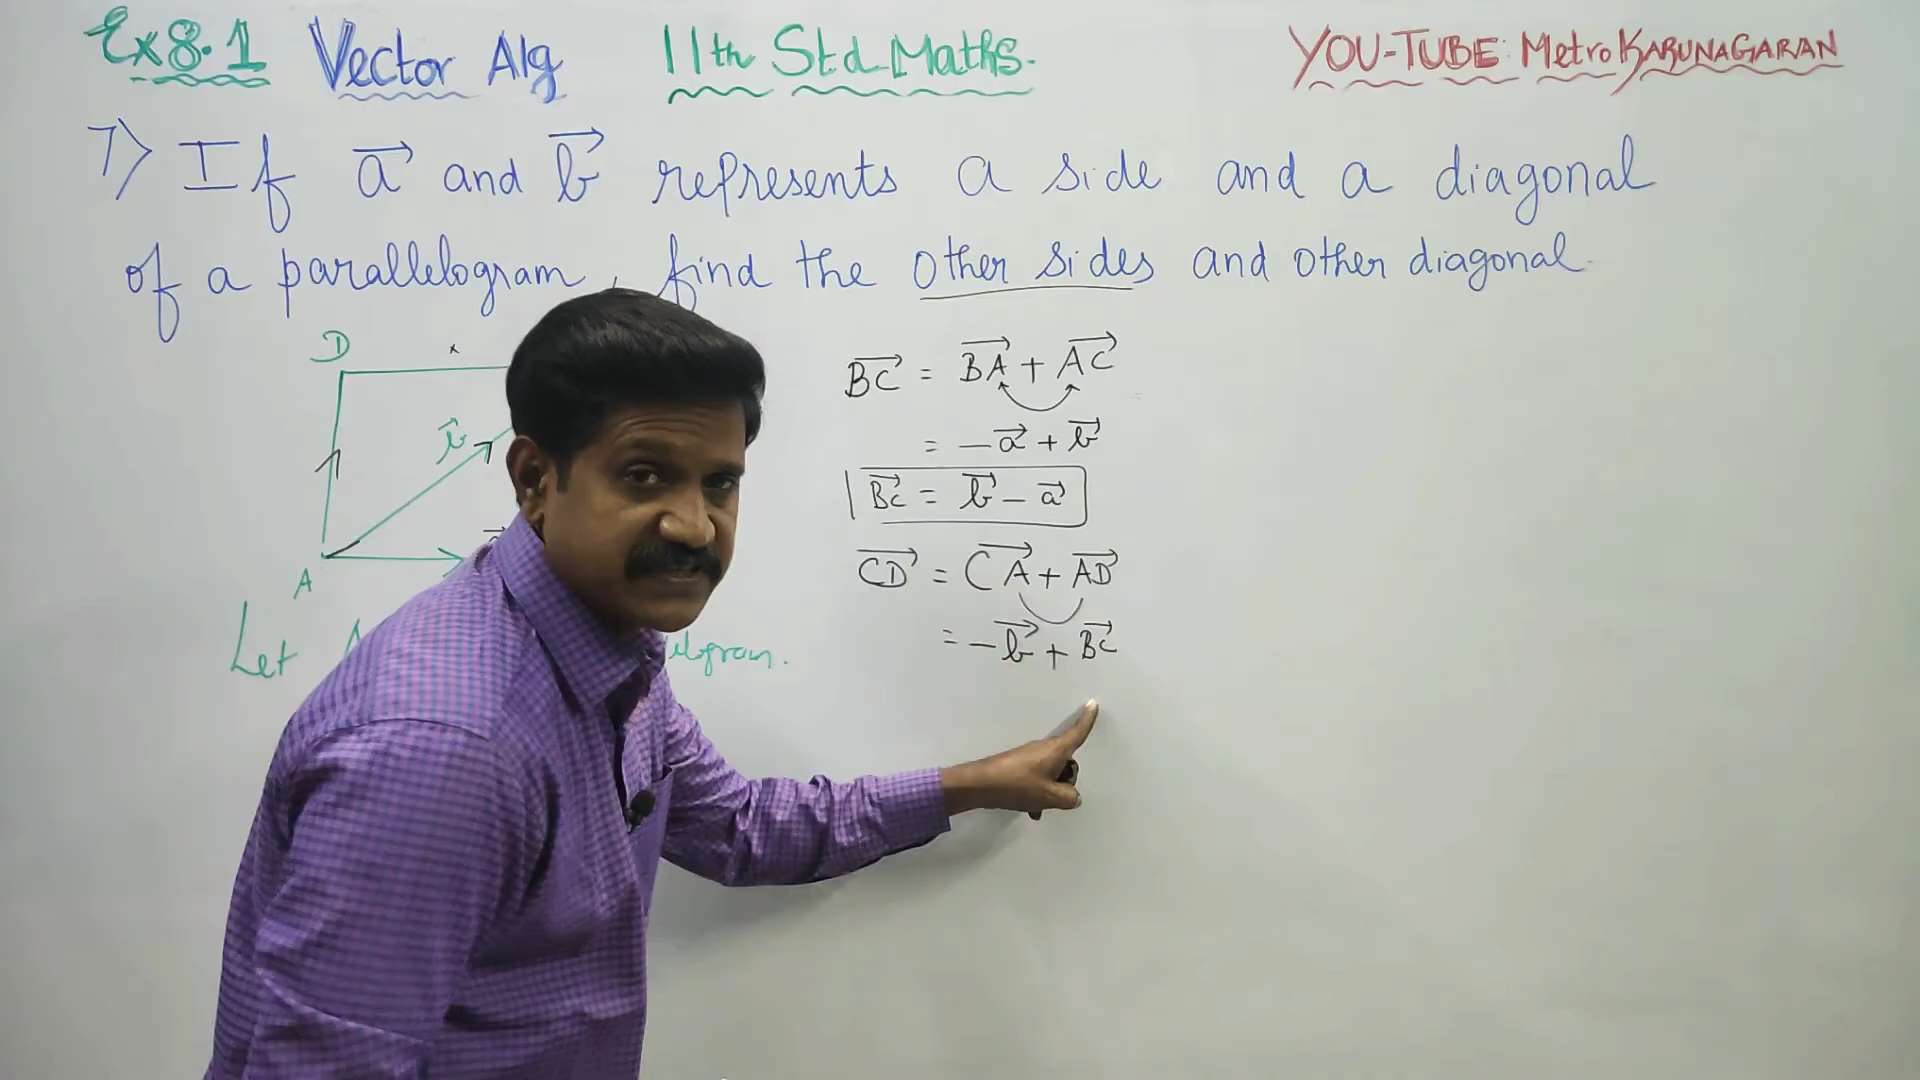 Ex 8.1 Vector Alg 11th Std Maths. YOU-TUBE: Metro KARUNAGARAN
7) If a⃗ and b⃗ represents a side and a diagonal
of a parallelogram, find the other sides and other diagonal.
D
x
b⃗
A
Let
BC⃗ = BA⃗ + AC⃗
= -a⃗ + b⃗
BC⃗ = b⃗ - a⃗
CD⃗ = CA⃗ + AD⃗
= -b⃗ + BC⃗